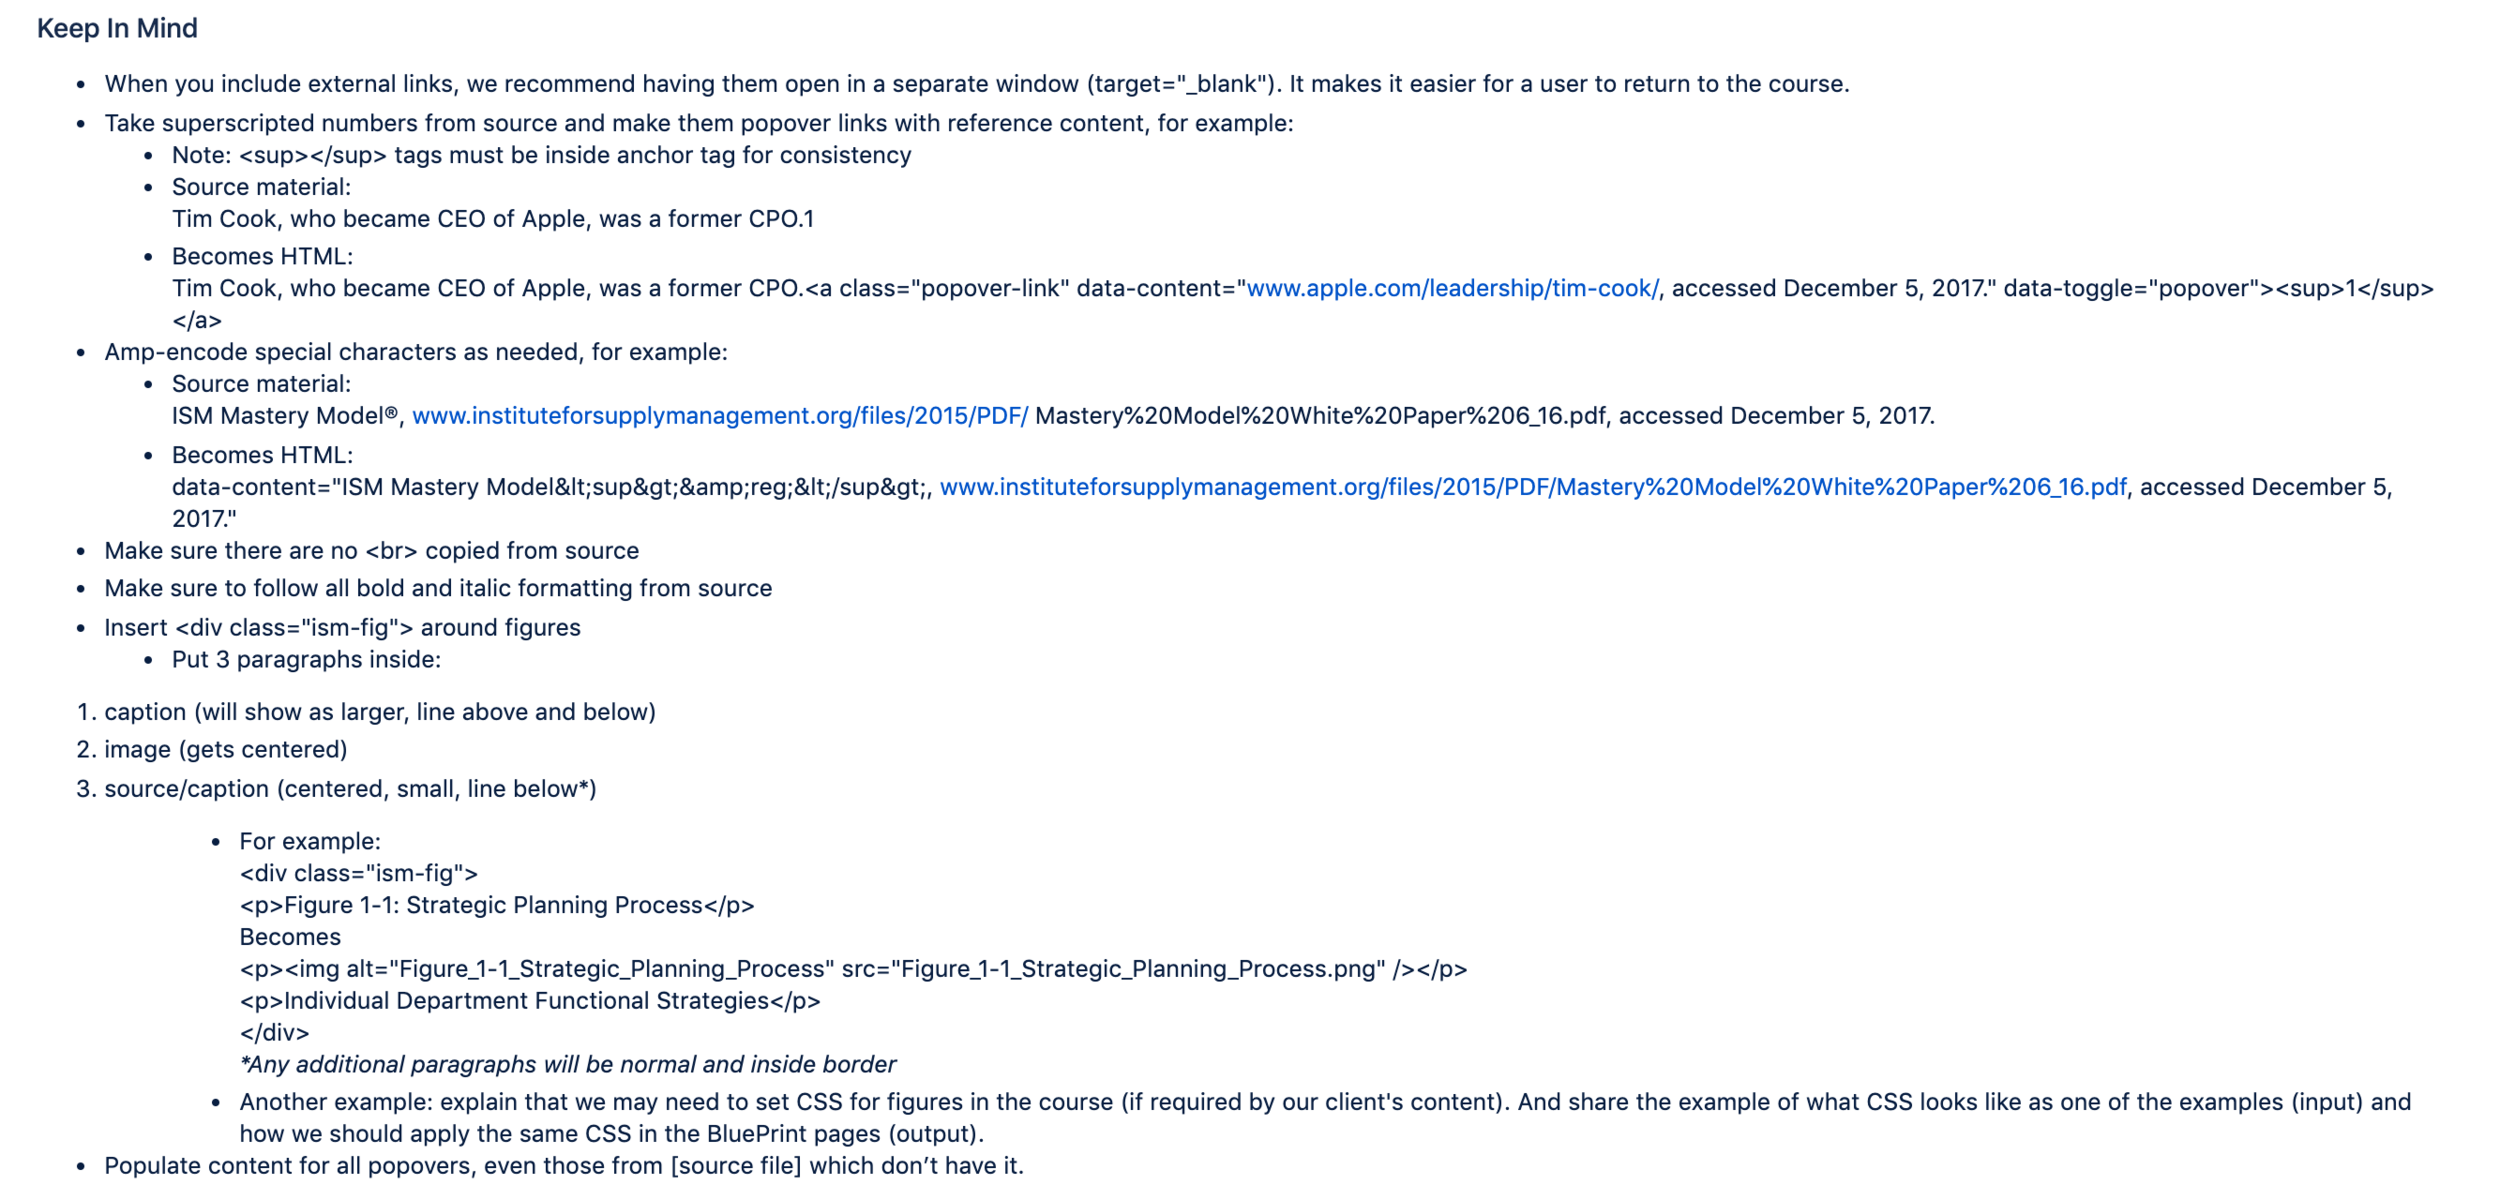 Keep In Mind
• When you include external links, we recommend having them open in a separate window (target="_blank"). It makes it easier for a user to return to the course.
• Take superscripted numbers from source and make them popover links with reference content, for example:
• Note: <sup></sup> tags must be inside anchor tag for consistency
• Source material:
Tim Cook, who became CEO of Apple, was a former CPO.1
• Becomes HTML:
Tim Cook, who became CEO of Apple, was a former CPO.<a class="popover-link" data-content="www.apple.com/leadership/tim-cook/, accessed December 5, 2017." data-toggle="popover"><sup>1</sup>
</a>
• Amp-encode special characters as needed, for example:
• Source material:
ISM Mastery Model®, www.instituteforsupplymanagement.org/files/2015/PDF/ Mastery%20Model%20White%20Paper%206_16.pdf, accessed December 5, 2017.
• Becomes HTML:
data-content="ISM Mastery Model&lt;sup&gt;&amp;reg;&lt;/sup&gt;, www.instituteforsupplymanagement.org/files/2015/PDF/Mastery%20Model%20White%20Paper%206_16.pdf, accessed December 5,
2017."
• Make sure there are no <br> copied from source
• Make sure to follow all bold and italic formatting from source
• Insert <div class="ism-fig"> around figures
• Put 3 paragraphs inside:
1. caption (will show as larger, line above and below)
2. image (gets centered)
3. source/caption (centered, small, line below*)
• For example:
<div class="ism-fig">
<p>Figure 1-1: Strategic Planning Process</p>
Becomes
<p><img alt="Figure_1-1_Strategic_Planning_Process" src="Figure_1-1_Strategic_Planning_Process.png" /></p>
<p>Individual Department Functional Strategies</p>
</div>
*Any additional paragraphs will be normal and inside border
• Another example: explain that we may need to set CSS for figures in the course (if required by our client's content). And share the example of what CSS looks like as one of the examples (input) and
how we should apply the same CSS in the BluePrint pages (output).
• Populate content for all popovers, even those from [source file] which don’t have it.